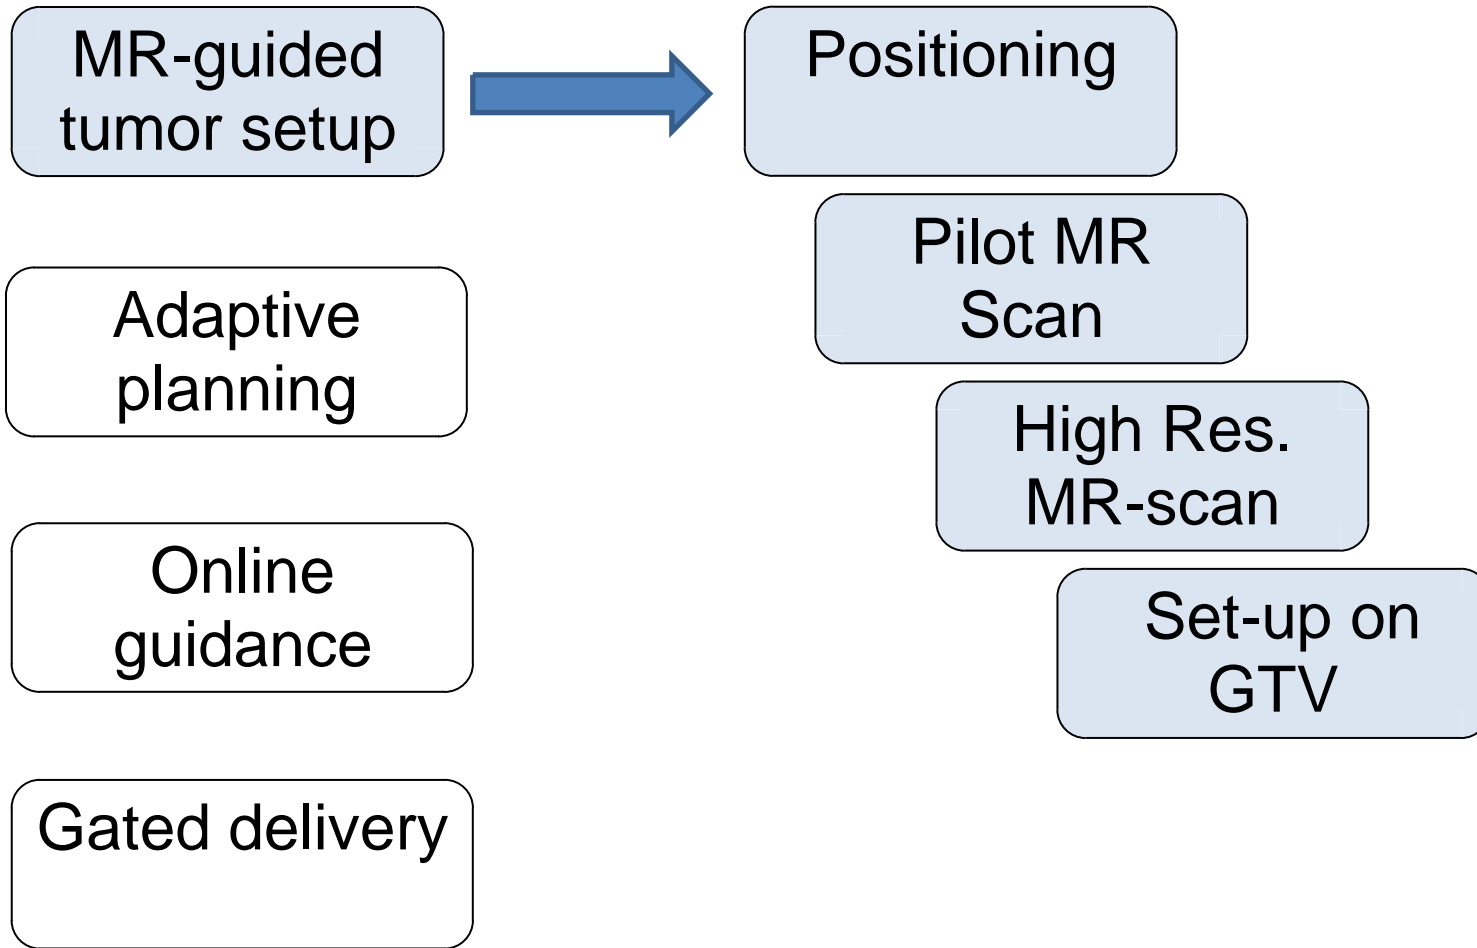 MR-guided
tumor setup
Positioning
Pilot MR
Scan
Adaptive
planning
High Res.
MR-scan
Online
guidance
Set-up on
GTV
Gated delivery